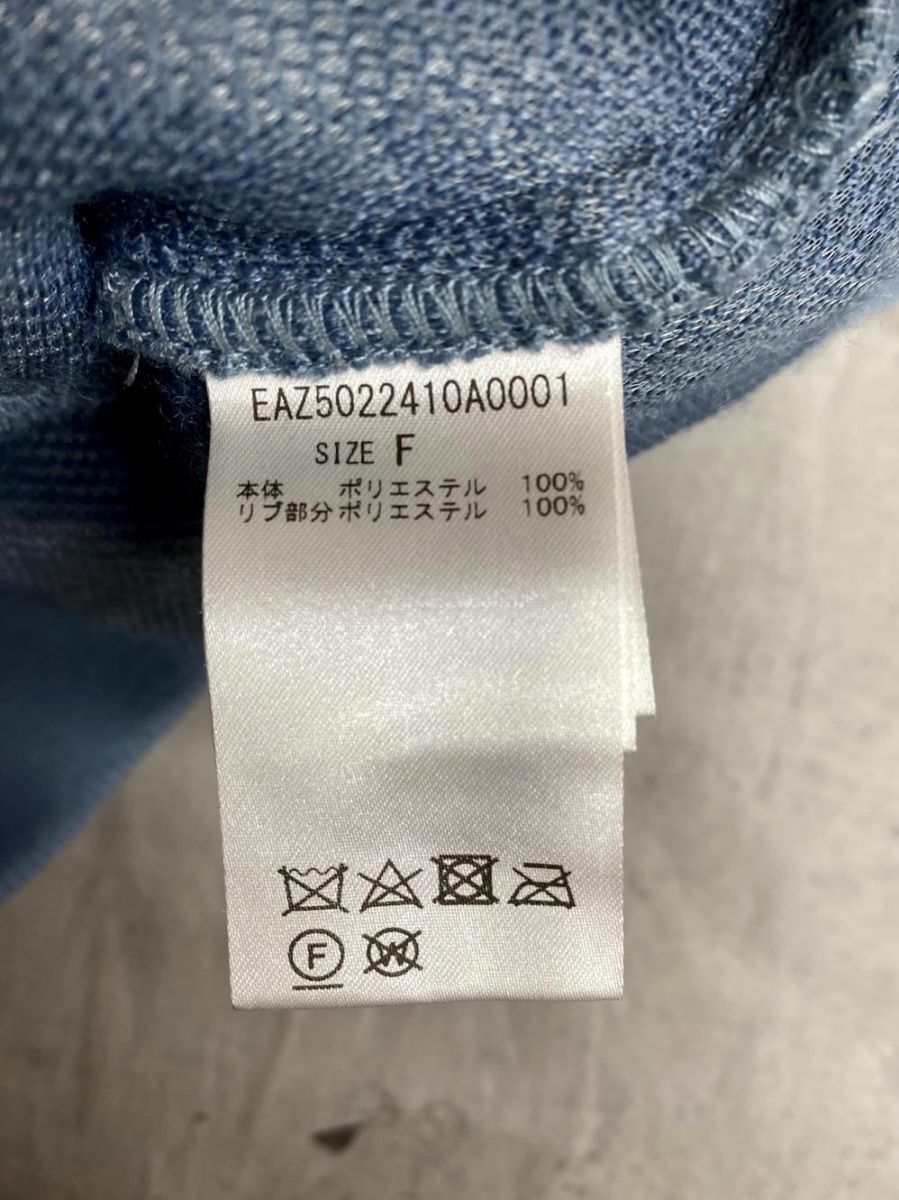 EAZ5022410A0001
SIZE F
本体 ポリエステル 100%
リブ部分 ポリエステル 100%
F W